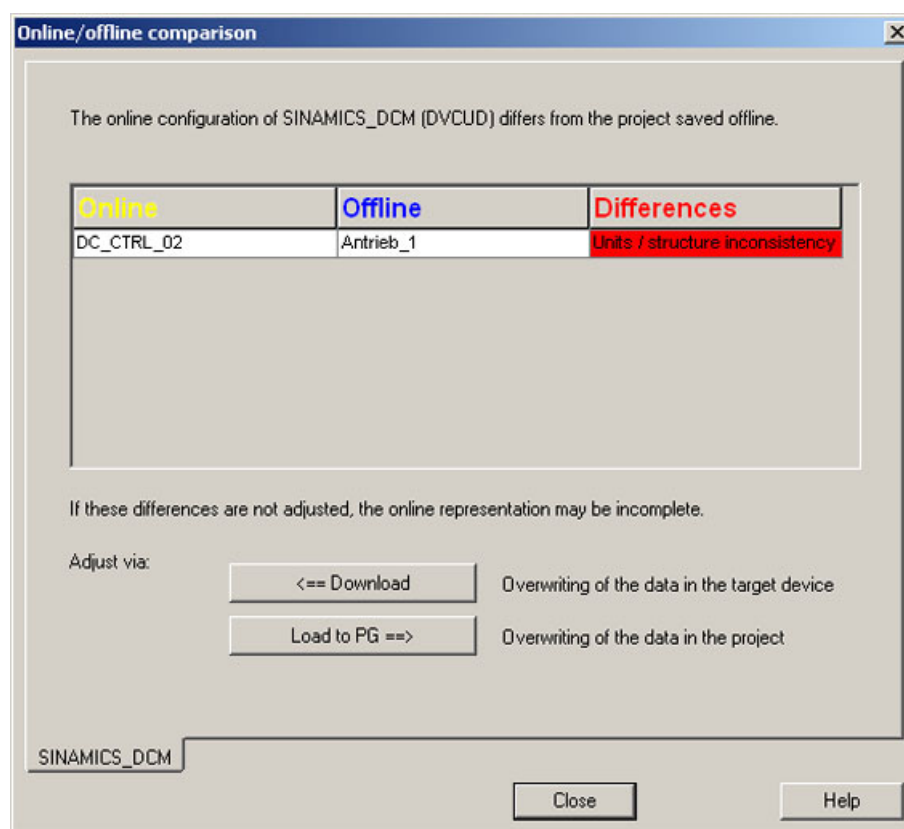 Online/offline comparison
The online configuration of SINAMICS_DCM (DVCUD) differs from the project saved offline.
Online Offline Differences
DC_CTRL_02 Antrieb_1 Units / structure inconsistency
If these differences are not adjusted, the online representation may be incomplete.
Adjust via:
<== Download Overwriting of the data in the target device
Load to PG ==> Overwriting of the data in the project
SINAMICS_DCM
Close Help